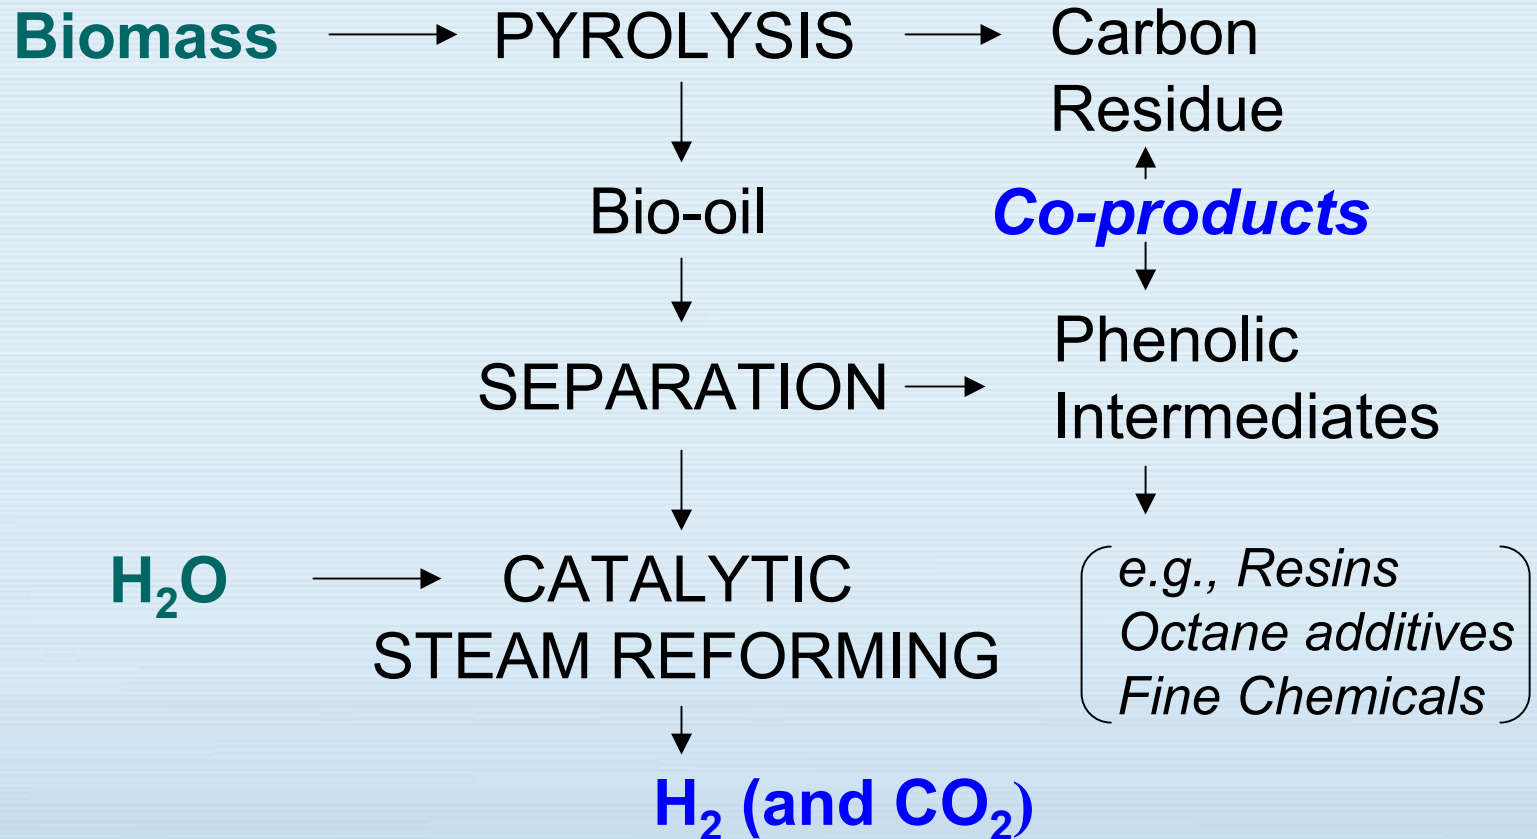 Biomass
PYROLYSIS
Carbon
Residue
Bio-oil
Co-products
SEPARATION
Phenolic
Intermediates
H₂O
CATALYTIC
STEAM REFORMING
e.g., Resins
Octane additives
Fine Chemicals
H₂ (and CO₂)